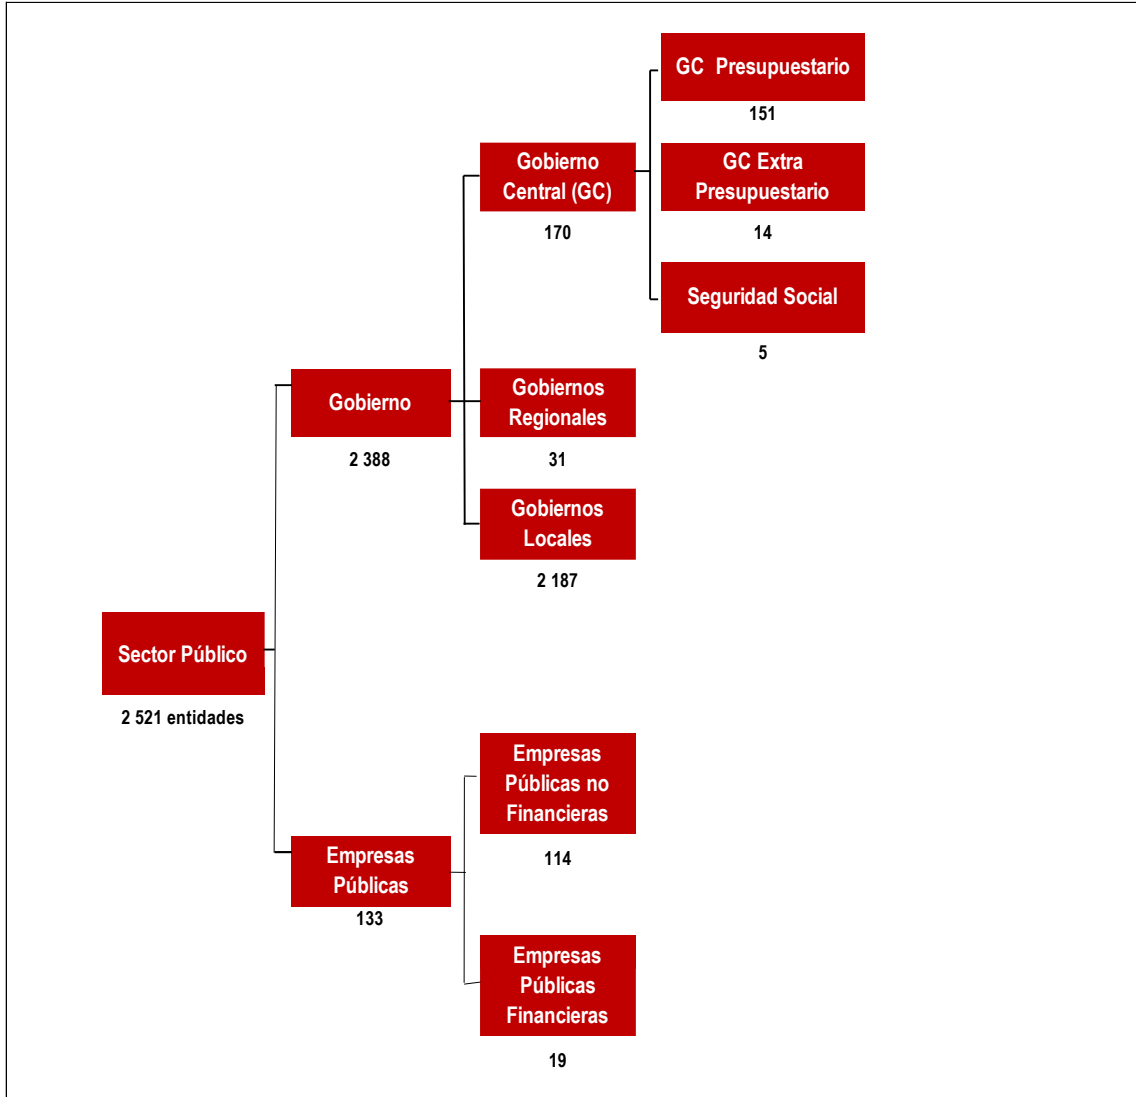 GC Presupuestario
151
Gobierno
Central (GC)
170
GC Extra
Presupuestario
14
Seguridad Social
5
Gobierno
2 388
Gobiernos
Regionales
31
Gobiernos
Locales
2 187
Sector Público
2 521 entidades
Empresas
Públicas no
Financieras
114
Empresas
Públicas
133
Empresas
Públicas
Financieras
19